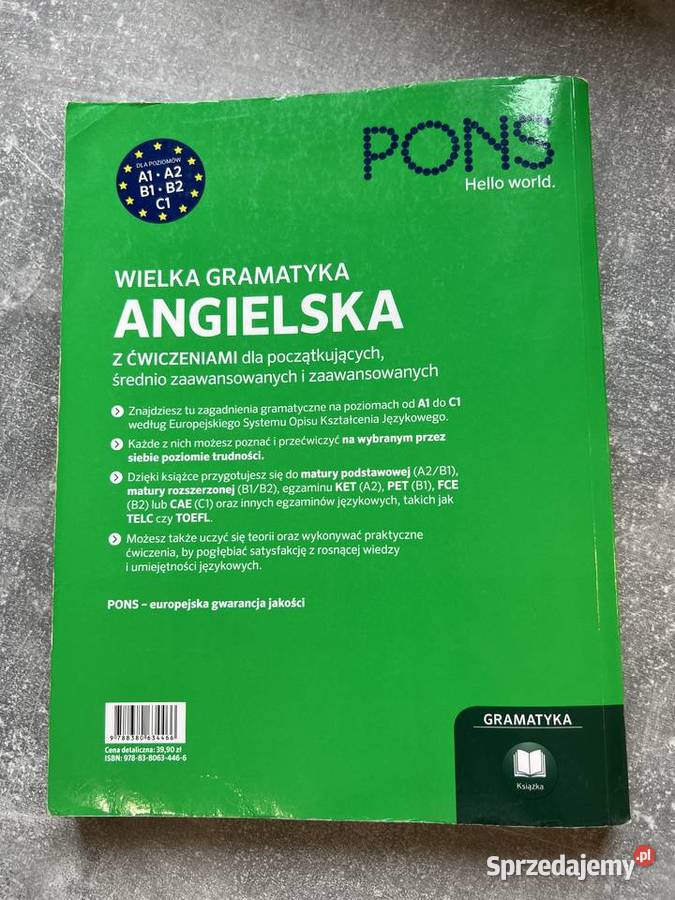 PONS
Hello world.
DLA POZIOMÓW
A1 · A2
B1 · B2
C1
WIELKA GRAMATYKA
ANGIELSKA
Z ĆWICZENIAMI dla początkujących,
średnio zaawansowanych i zaawansowanych
Znajdziesz tu zagadnienia gramatyczne na poziomach od A1 do C1
według Europejskiego Systemu Opisu Kształcenia Językowego.
Każde z nich możesz poznać i przećwiczyć na wybranym przez
siebie poziomie trudności.
Dzięki książce przygotujesz się do matury podstawowej (A2/B1),
matury rozszerzonej (B1/B2), egzaminu KET (A2), PET (B1), FCE
(B2) lub CAE (C1) oraz innych egzaminów językowych, takich jak
TELC czy TOEFL.
Możesz także uczyć się teorii oraz wykonywać praktyczne
ćwiczenia, by pogłębiać satysfakcję z rosnącej wiedzy
i umiejętności językowych.
PONS – europejska gwarancja jakości
9 788380 634466
Cena detaliczna: 39,90 zł
ISBN: 978-83-8063-446-6
GRAMATYKA
Książka
Sprzedajemy.pl